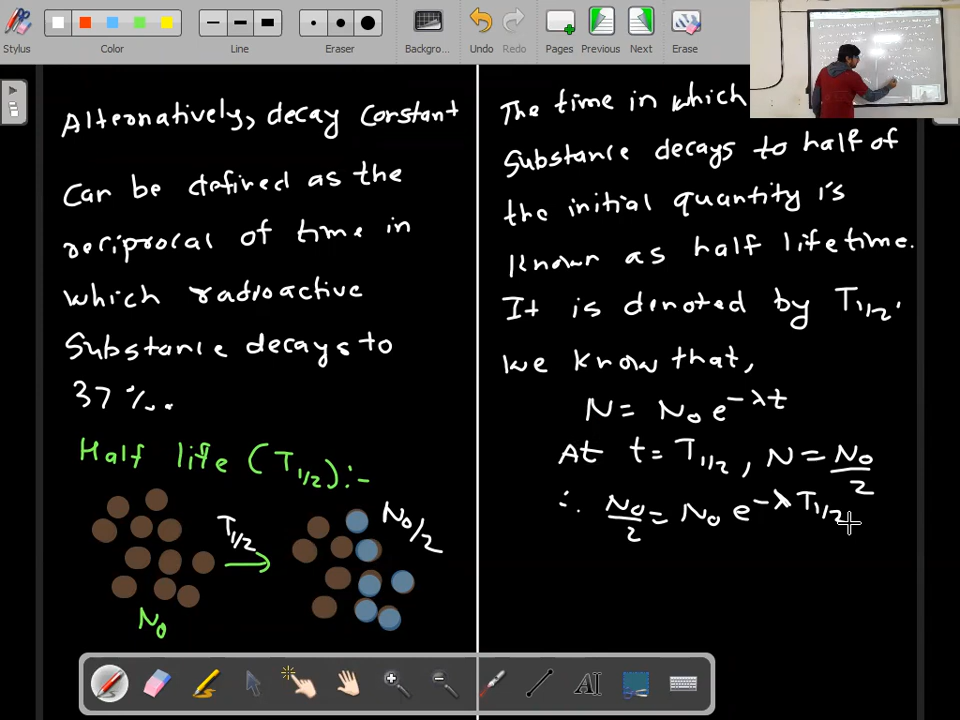 Stylus
Color
Line
Eraser
Backgro...
Undo
Redo
Pages
Previous
Next
Erase
Alternatively, decay Constant
Can be defined as the
reciprocal of time in
which radioactive
Substance decays to
37 %.
Half life (T1/2) :-
T1/2
N0/2
N0
The time in which
Substance decays to half of
the initial quantity is
Known as half lifetime.
It is denoted by T1/2.
We know that,
N = N0 e^-λt
At t = T1/2, N = N0/2
∴ N0/2 = N0 e^-λ T1/2
AI